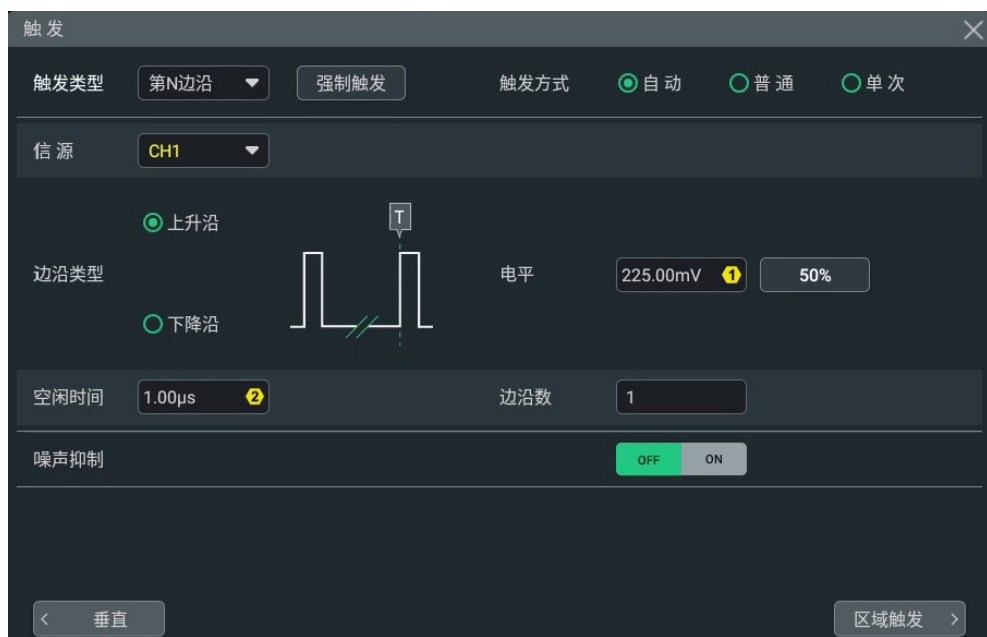 触发
触发类型 第N边沿 强制触发 触发方式 自动 普通 单次
信源 CH1
上升沿
T
边沿类型 电平 225.00mV 1 50%
下降沿
空闲时间 1.00μs 2 边沿数 1
噪声抑制 OFF ON
< 垂直 区域触发 >